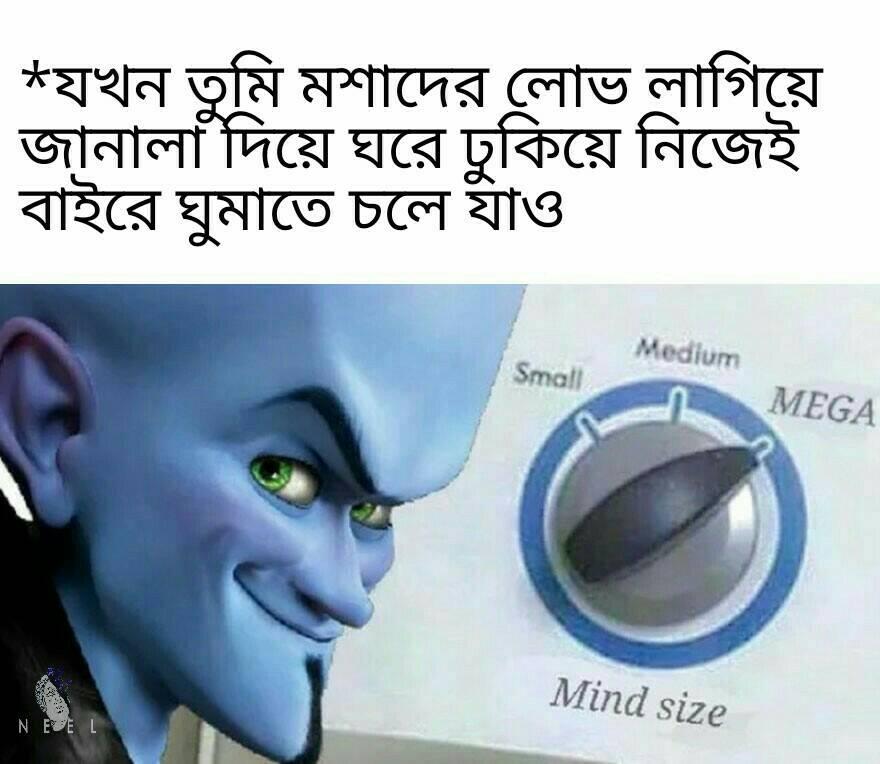 *যখন তুমি মশাদের লোভ লাগিয়ে
জানালা দিয়ে ঘরে ঢুকিয়ে নিজেই
বাইরে ঘুমাতে চলে যাও
Small
Medium
MEGA
Mind size
NEEL